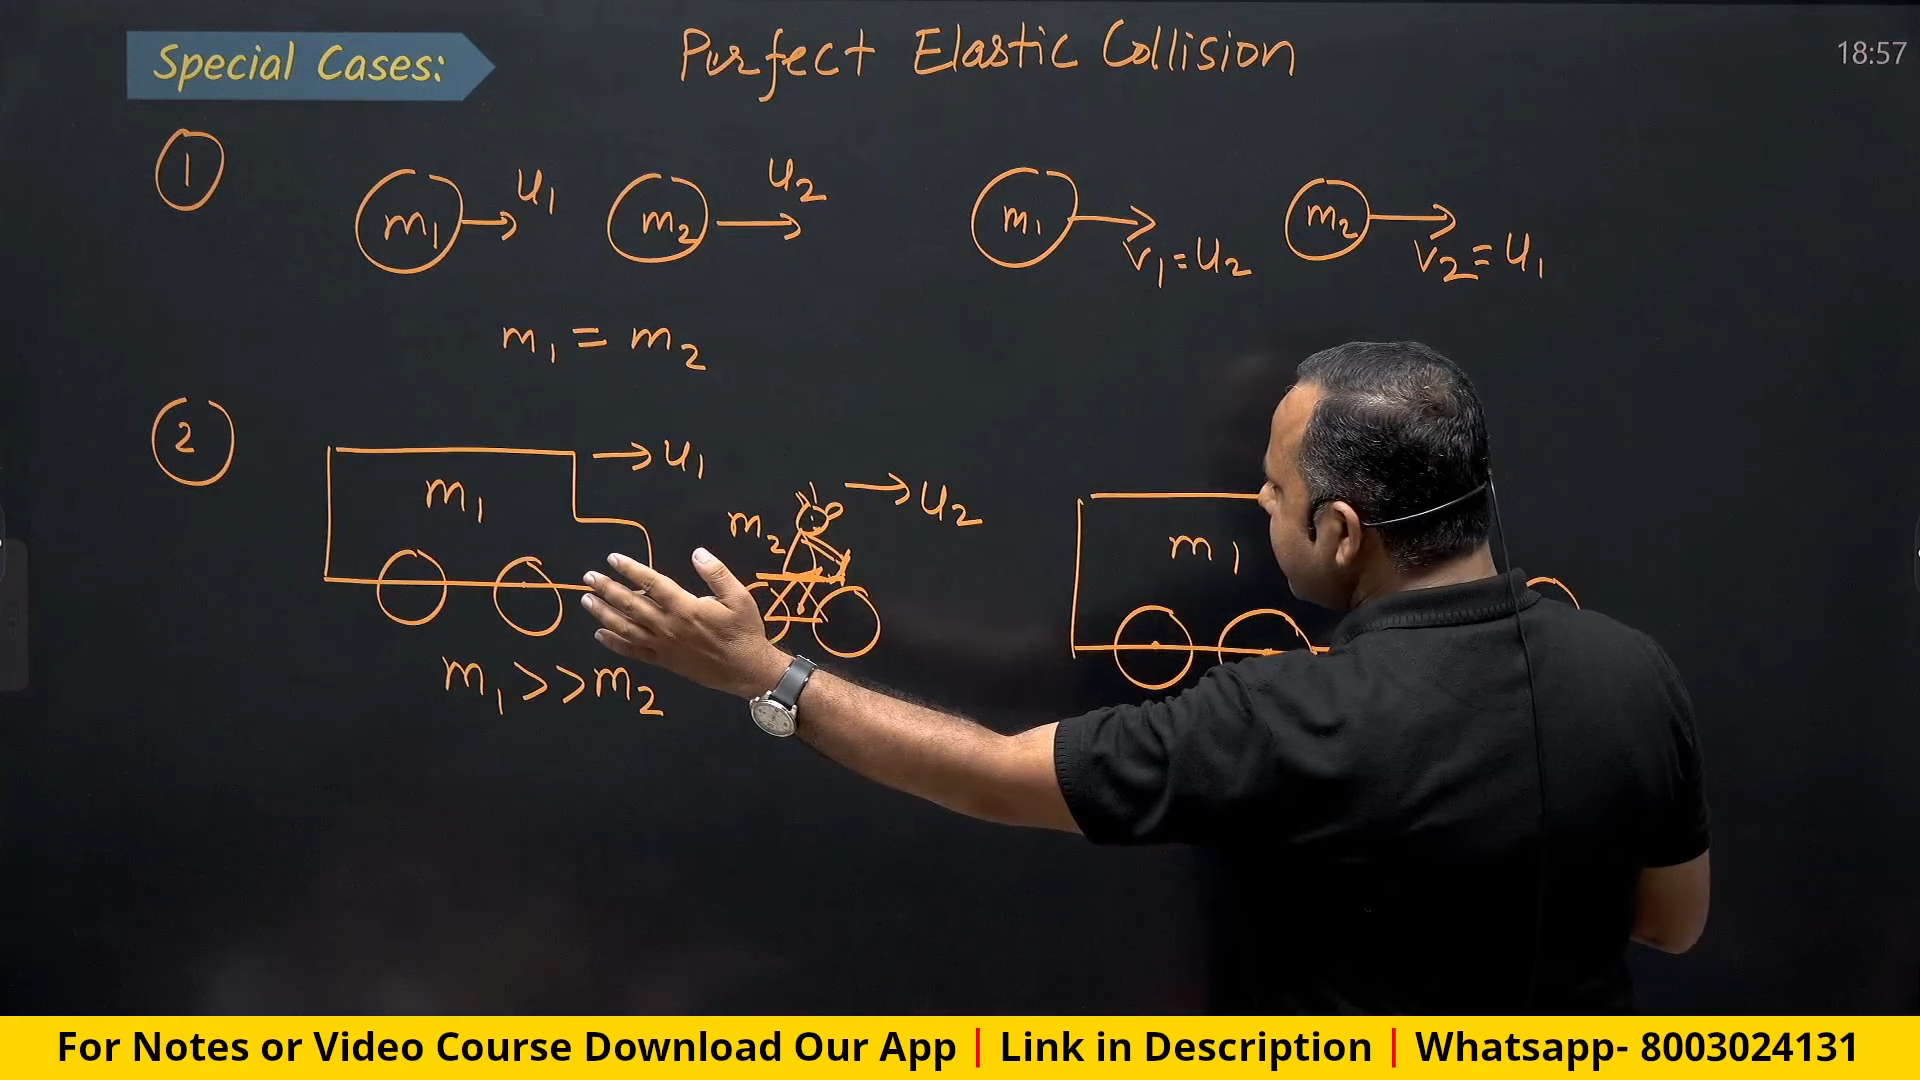 Special Cases:
Purfect Elastic Collision
18:57
1
m1 u1 m2 u2 m1 v1=u2 m2 v2=u1
m1 = m2
2
m1 u1 m2 u2 m1
m1 >> m2
For Notes or Video Course Download Our App | Link in Description | Whatsapp- 8003024131